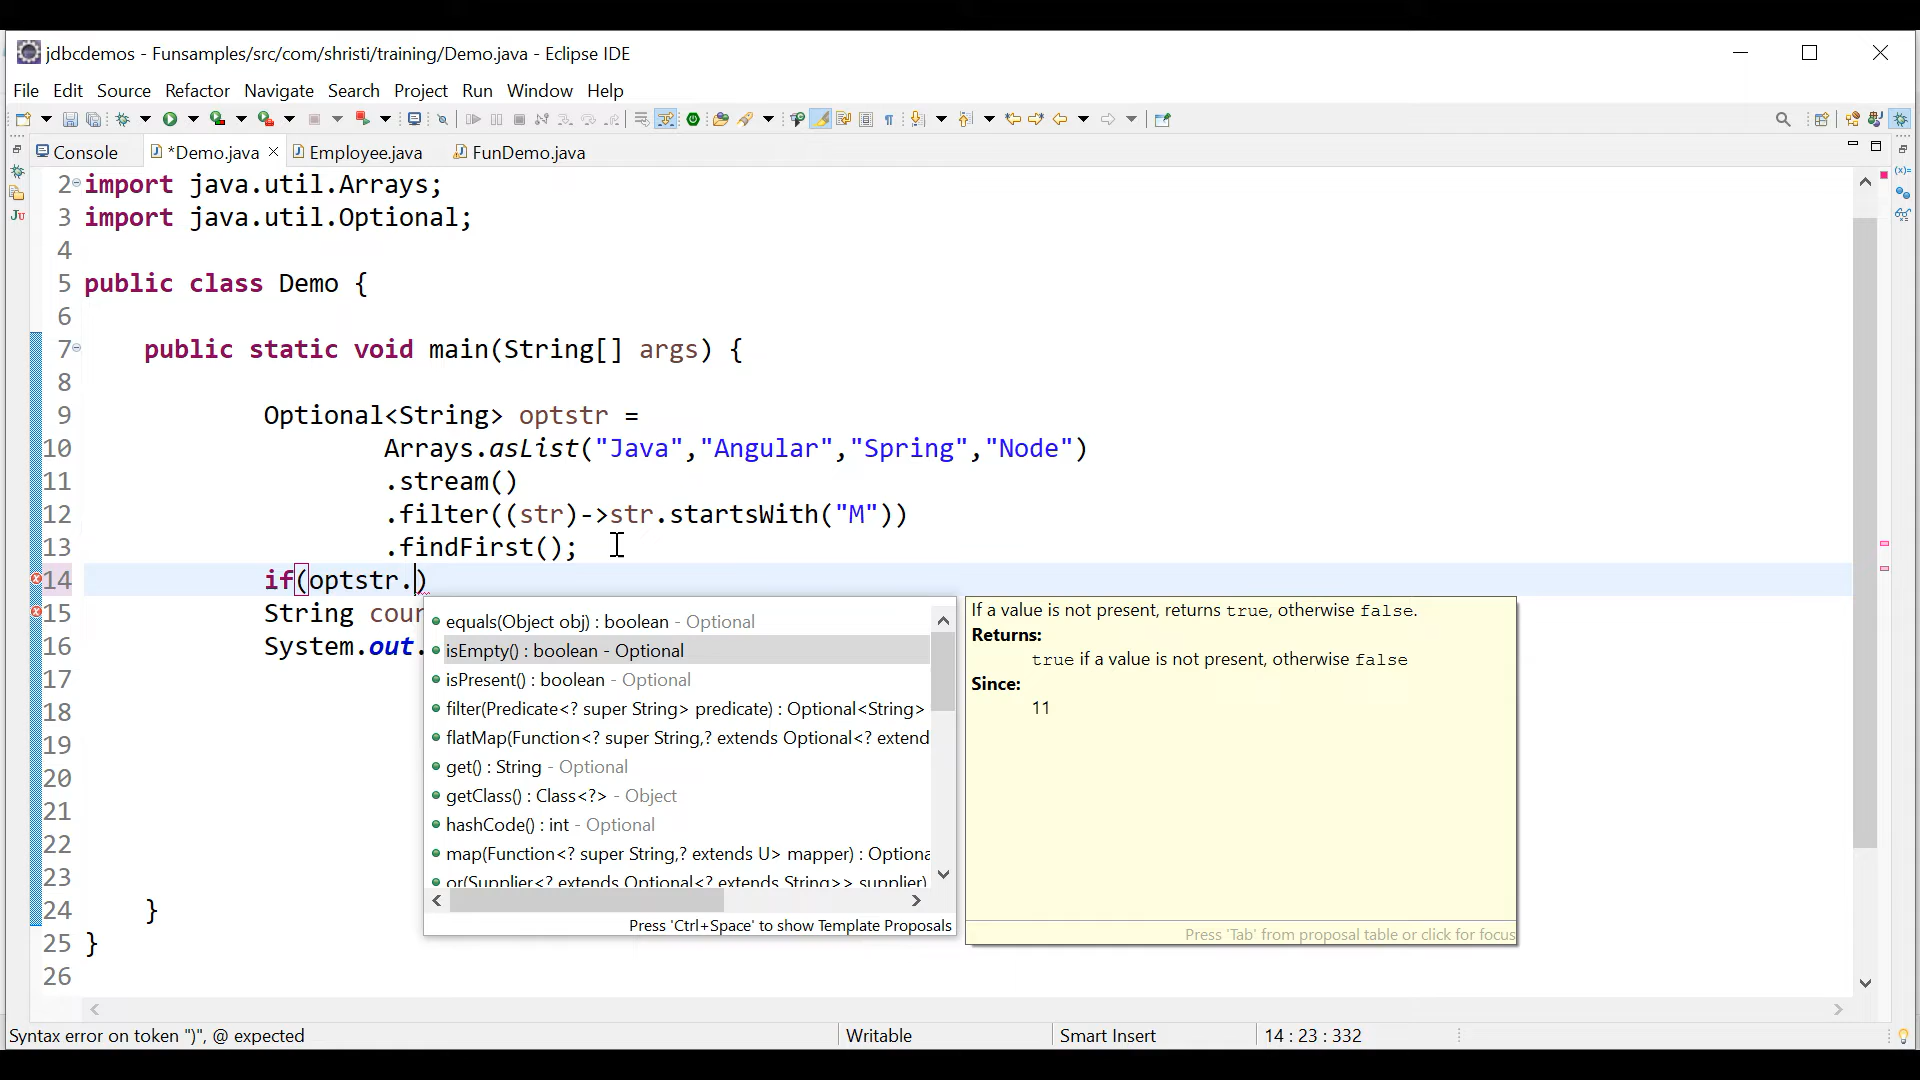 jdbcdemos - Funsamples/src/com/shristi/training/Demo.java - Eclipse IDE
File Edit Source Refactor Navigate Search Project Run Window Help
Console *Demo.java Employee.java FunDemo.java
2 import java.util.Arrays;
3 import java.util.Optional;
4
5 public class Demo {
6
7 public static void main(String[] args) {
8
9 Optional<String> optstr =
10 Arrays.asList("Java","Angular","Spring","Node")
11 .stream()
12 .filter((str)->str.startsWith("M"))
13 .findFirst();
14 if(optstr.)
15 String cour
16 System.out.
17
18
19
20
21
22
23
24 }
25 }
26
equals(Object obj) : boolean - Optional
isEmpty() : boolean - Optional
isPresent() : boolean - Optional
filter(Predicate<? super String> predicate) : Optional<String>
flatMap(Function<? super String,? extends Optional<? extend
get() : String - Optional
getClass() : Class<?> - Object
hashCode() : int - Optional
map(Function<? super String,? extends U> mapper) : Optiona
or(Supplier<? extends Optional<? extends String>> supplier)
Press 'Ctrl+Space' to show Template Proposals
If a value is not present, returns true, otherwise false.
Returns:
true if a value is not present, otherwise false
Since:
11
Press 'Tab' from proposal table or click for focus
Syntax error on token ")", @ expected Writable Smart Insert 14 : 23 : 332